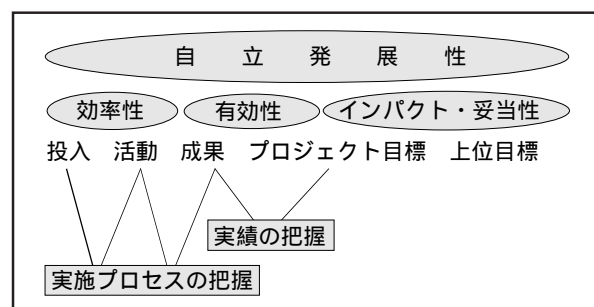 自立発展性
効率性 有効性 インパクト・妥当性
投入 活動 成果 プロジェクト目標 上位目標
実績の把握
実施プロセスの把握